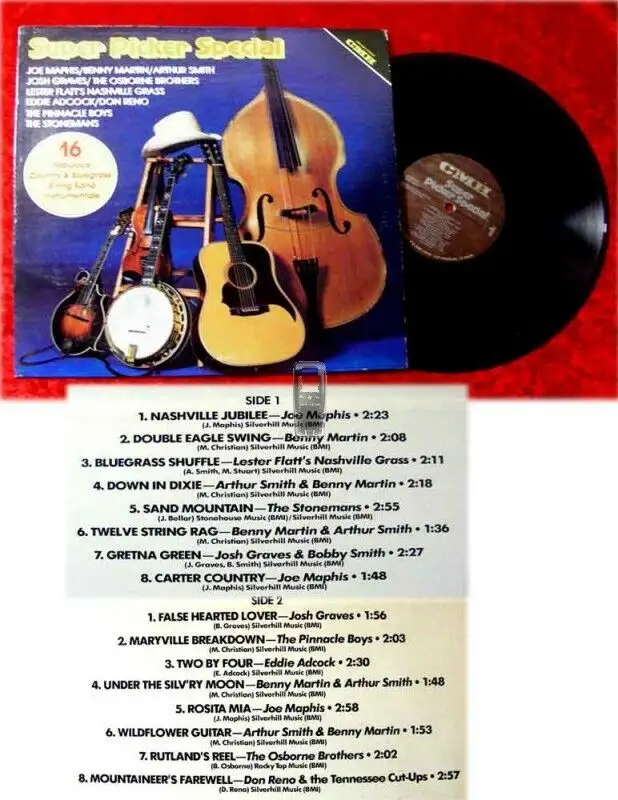 Super Picker Special
CMH
JOE MAPHIS/BENNY MARTIN/ARTHUR SMITH
JOSH GRAVES/THE OSBORNE BROTHERS
LESTER FLATT'S NASHVILLE GRASS
EDDIE ADCOCK/DON RENO
THE PINNACLE BOYS
THE STONEMANS
16
Fabulous
Country & Bluegrass
String Band
Instrumentals
CMH
Super
Picker Special
1
SIDE 1
1. NASHVILLE JUBILEE—Joe Maphis • 2:23
(J. Maphis) Silverhill Music (BMI)
2. DOUBLE EAGLE SWING—Benny Martin • 2:08
(M. Christian) Silverhill Music (BMI)
3. BLUEGRASS SHUFFLE—Lester Flatt's Nashville Grass • 2:11
(A. Smith, M. Stuart) Silverhill Music (BMI)
4. DOWN IN DIXIE—Arthur Smith & Benny Martin • 2:18
(M. Christian) Silverhill Music (BMI)
5. SAND MOUNTAIN—The Stonemans • 2:55
(J. Bellar) Stonehouse Music (BMI)/Silverhill Music (BMI)
6. TWELVE STRING RAG—Benny Martin & Arthur Smith • 1:36
(M. Christian) Silverhill Music (BMI)
7. GRETNA GREEN—Josh Graves & Bobby Smith • 2:27
(J. Graves, B. Smith) Silverhill Music (BMI)
8. CARTER COUNTRY—Joe Maphis • 1:48
(J. Maphis) Silverhill Music (BMI)
SIDE 2
1. FALSE HEARTED LOVER—Josh Graves • 1:56
(B. Graves) Silverhill Music (BMI)
2. MARYVILLE BREAKDOWN—The Pinnacle Boys • 2:03
(M. Christian) Silverhill Music (BMI)
3. TWO BY FOUR—Eddie Adcock • 2:30
(E. Adcock) Silverhill Music (BMI)
4. UNDER THE SILV'RY MOON—Benny Martin & Arthur Smith • 1:48
(M. Christian) Silverhill Music (BMI)
5. ROSITA MIA—Joe Maphis • 2:58
(J. Maphis) Silverhill Music (BMI)
6. WILDFLOWER GUITAR—Arthur Smith & Benny Martin • 1:53
(M. Christian) Silverhill Music (BMI)
7. RUTLAND'S REEL—The Osborne Brothers • 2:02
(B. Osborne) Rocky Top Music (BMI)
8. MOUNTAINEER'S FAREWELL—Don Reno & the Tennessee Cut-Ups • 2:57
(D. Reno) Silverhill Music (BMI)